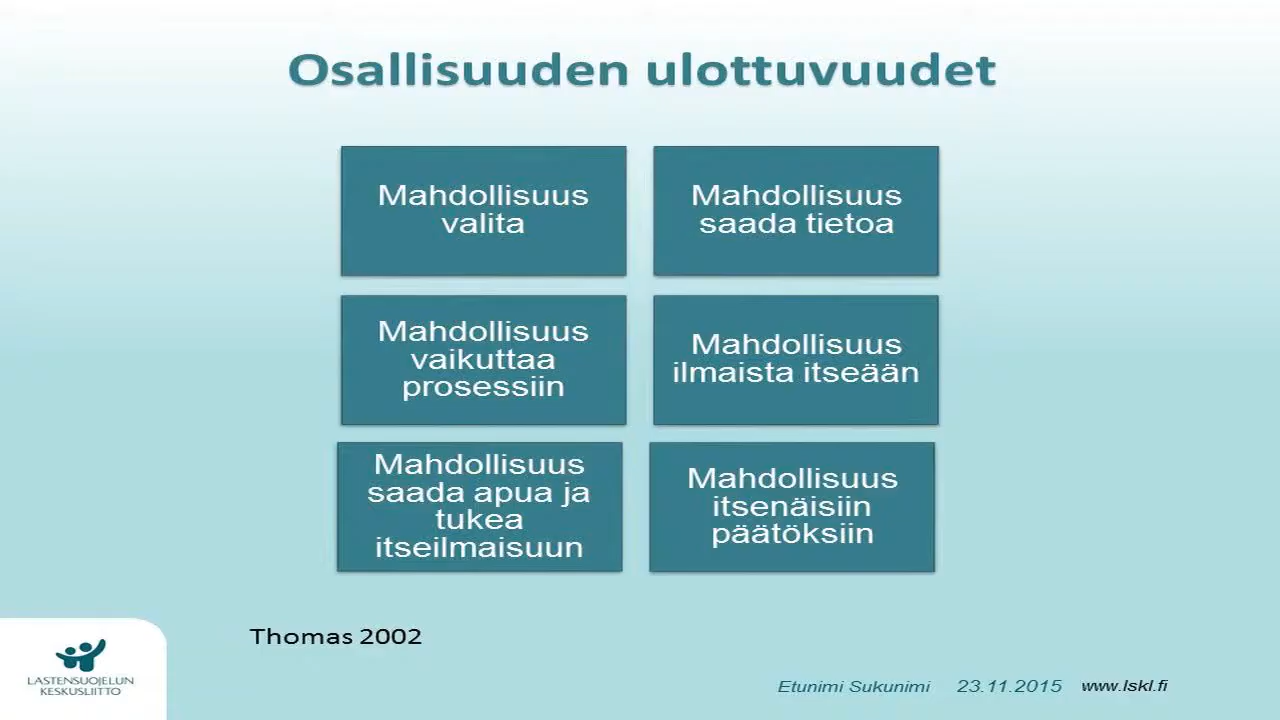 Osallisuuden ulottuvuudet
Mahdollisuus
valita
Mahdollisuus
saada tietoa
Mahdollisuus
vaikuttaa
prosessiin
Mahdollisuus
ilmaista itseään
Mahdollisuus
saada apua ja
tukea
itseilmaisuun
Mahdollisuus
itsenäisiin
päätöksiin
Thomas 2002
LASTENSUOJELUN
KESKUSLIITTO
Etunimi Sukunimi 23.11.2015 www.lskl.fi